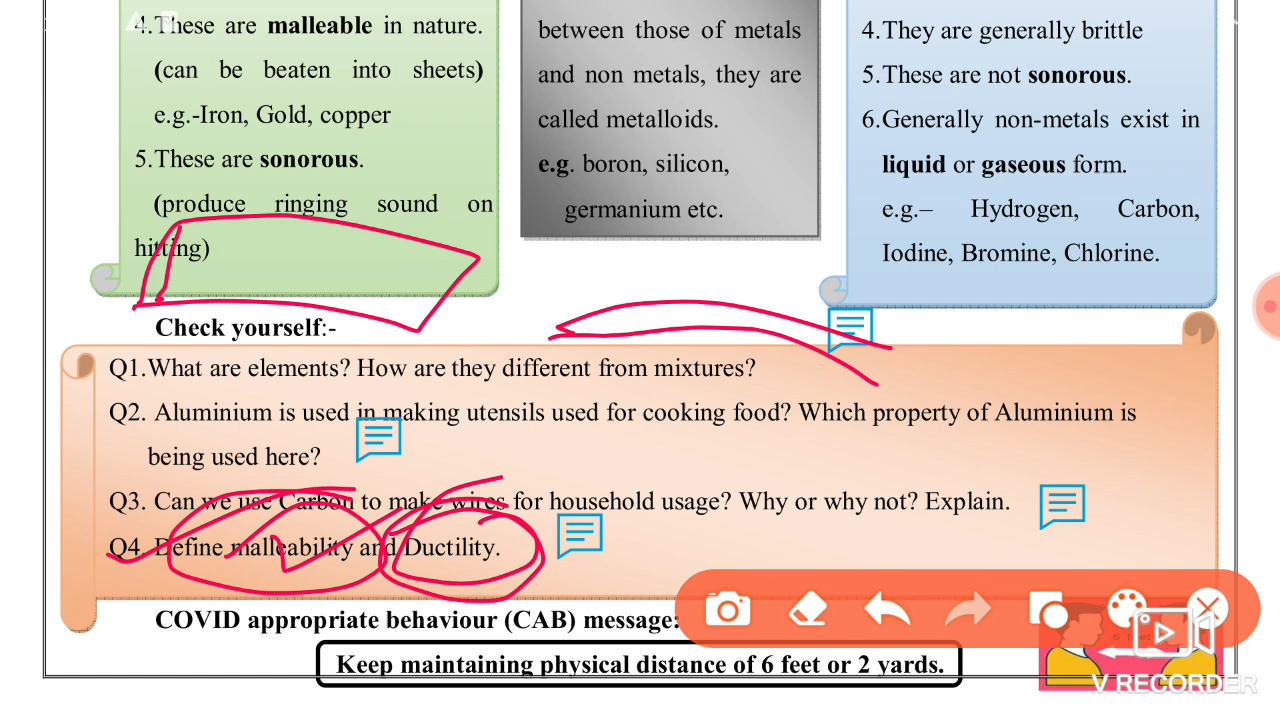 4.These are malleable in nature.
(can be beaten into sheets)
e.g.-Iron, Gold, copper
5.These are sonorous.
(produce ringing sound on
hitting)
between those of metals
and non metals, they are
called metalloids.
e.g. boron, silicon,
germanium etc.
4.They are generally brittle
5.These are not sonorous.
6.Generally non-metals exist in
liquid or gaseous form.
e.g.– Hydrogen, Carbon,
Iodine, Bromine, Chlorine.
Check yourself:-
Q1.What are elements? How are they different from mixtures?
Q2. Aluminium is used in making utensils used for cooking food? Which property of Aluminium is
being used here?
Q3. Can we use Carbon to make wires for household usage? Why or why not? Explain.
Q4. Define malleability and Ductility.
COVID appropriate behaviour (CAB) message:
Keep maintaining physical distance of 6 feet or 2 yards.
6 feet
V RECORDER